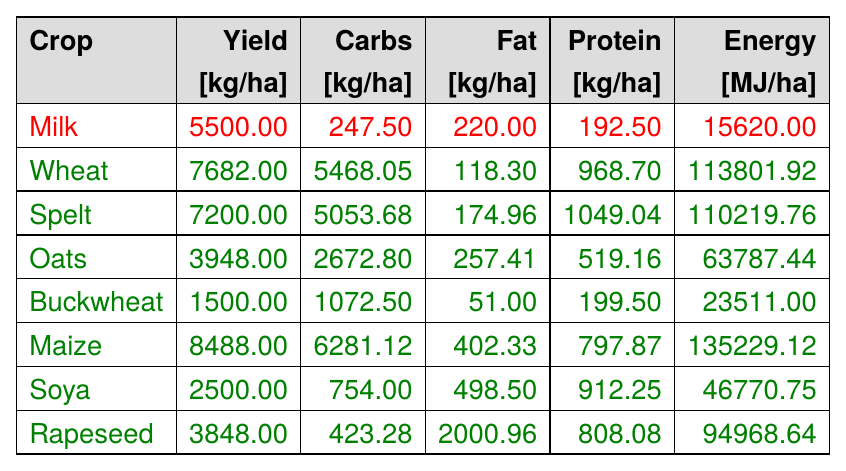 Crop Yield Carbs Fat Protein Energy
[kg/ha] [kg/ha] [kg/ha] [kg/ha] [MJ/ha]
Milk 5500.00 247.50 220.00 192.50 15620.00
Wheat 7682.00 5468.05 118.30 968.70 113801.92
Spelt 7200.00 5053.68 174.96 1049.04 110219.76
Oats 3948.00 2672.80 257.41 519.16 63787.44
Buckwheat 1500.00 1072.50 51.00 199.50 23511.00
Maize 8488.00 6281.12 402.33 797.87 135229.12
Soya 2500.00 754.00 498.50 912.25 46770.75
Rapeseed 3848.00 423.28 2000.96 808.08 94968.64